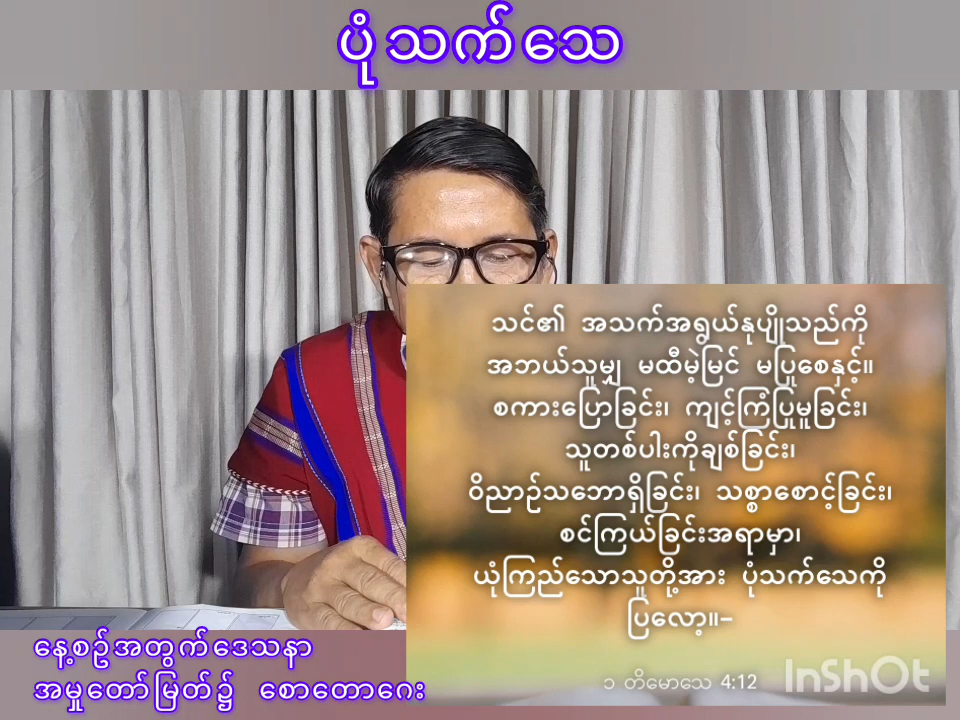 ပုံသက်သေ
သင်၏ အသက်အရွယ်နုပျိုသည်ကို
အဘယ်သူမျှ မထီမဲ့မြင် မပြုစေနှင့်။
စကားပြောခြင်း၊ ကျင့်ကြံပြုမူခြင်း၊
သူတစ်ပါးကိုချစ်ခြင်း၊
ဝိညာဉ်သဘောရှိခြင်း၊ သစ္စာစောင့်ခြင်း၊
စင်ကြယ်ခြင်းအရာမှာ၊
ယုံကြည်သောသူတို့အား ပုံသက်သေကို
ပြလော့။–
၁ တိမောသေ 4:12
InShOt
နေ့စဥ်အတွက်ဒေသနာ
အမှုတော်မြတ်၌ စောတောဂေး